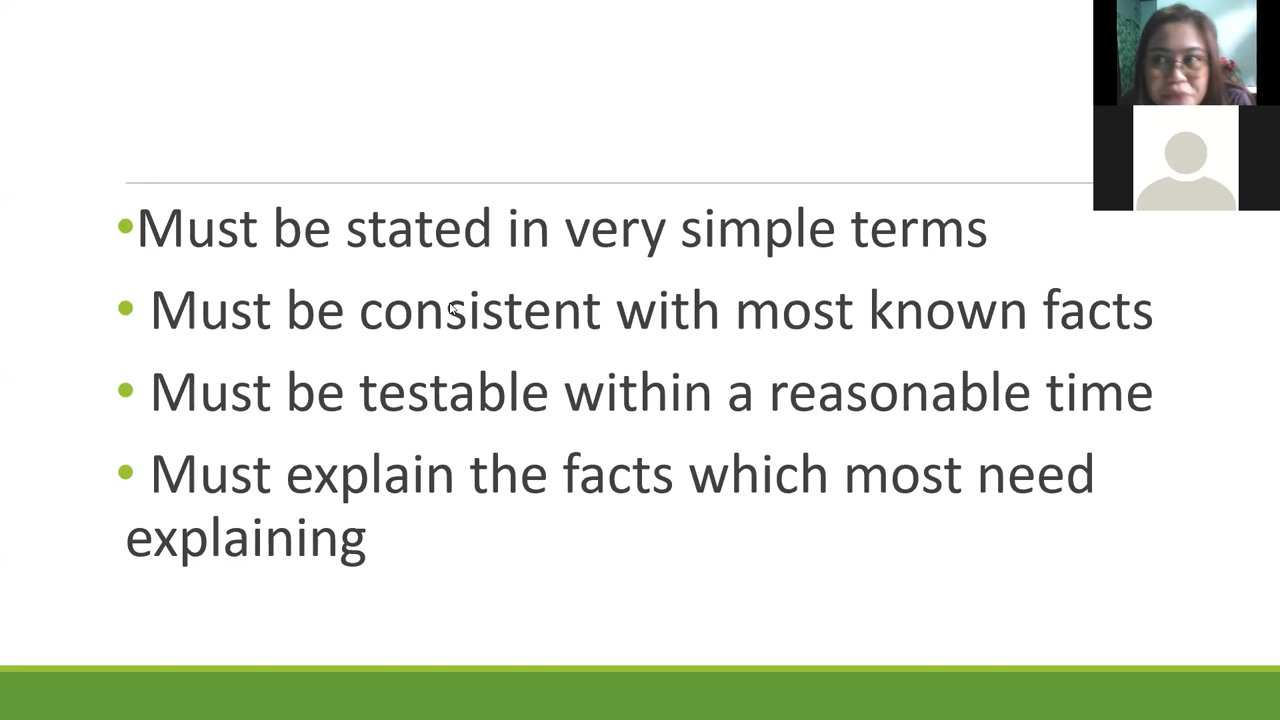 •Must be stated in very simple terms
• Must be consistent with most known facts
• Must be testable within a reasonable time
• Must explain the facts which most need
explaining